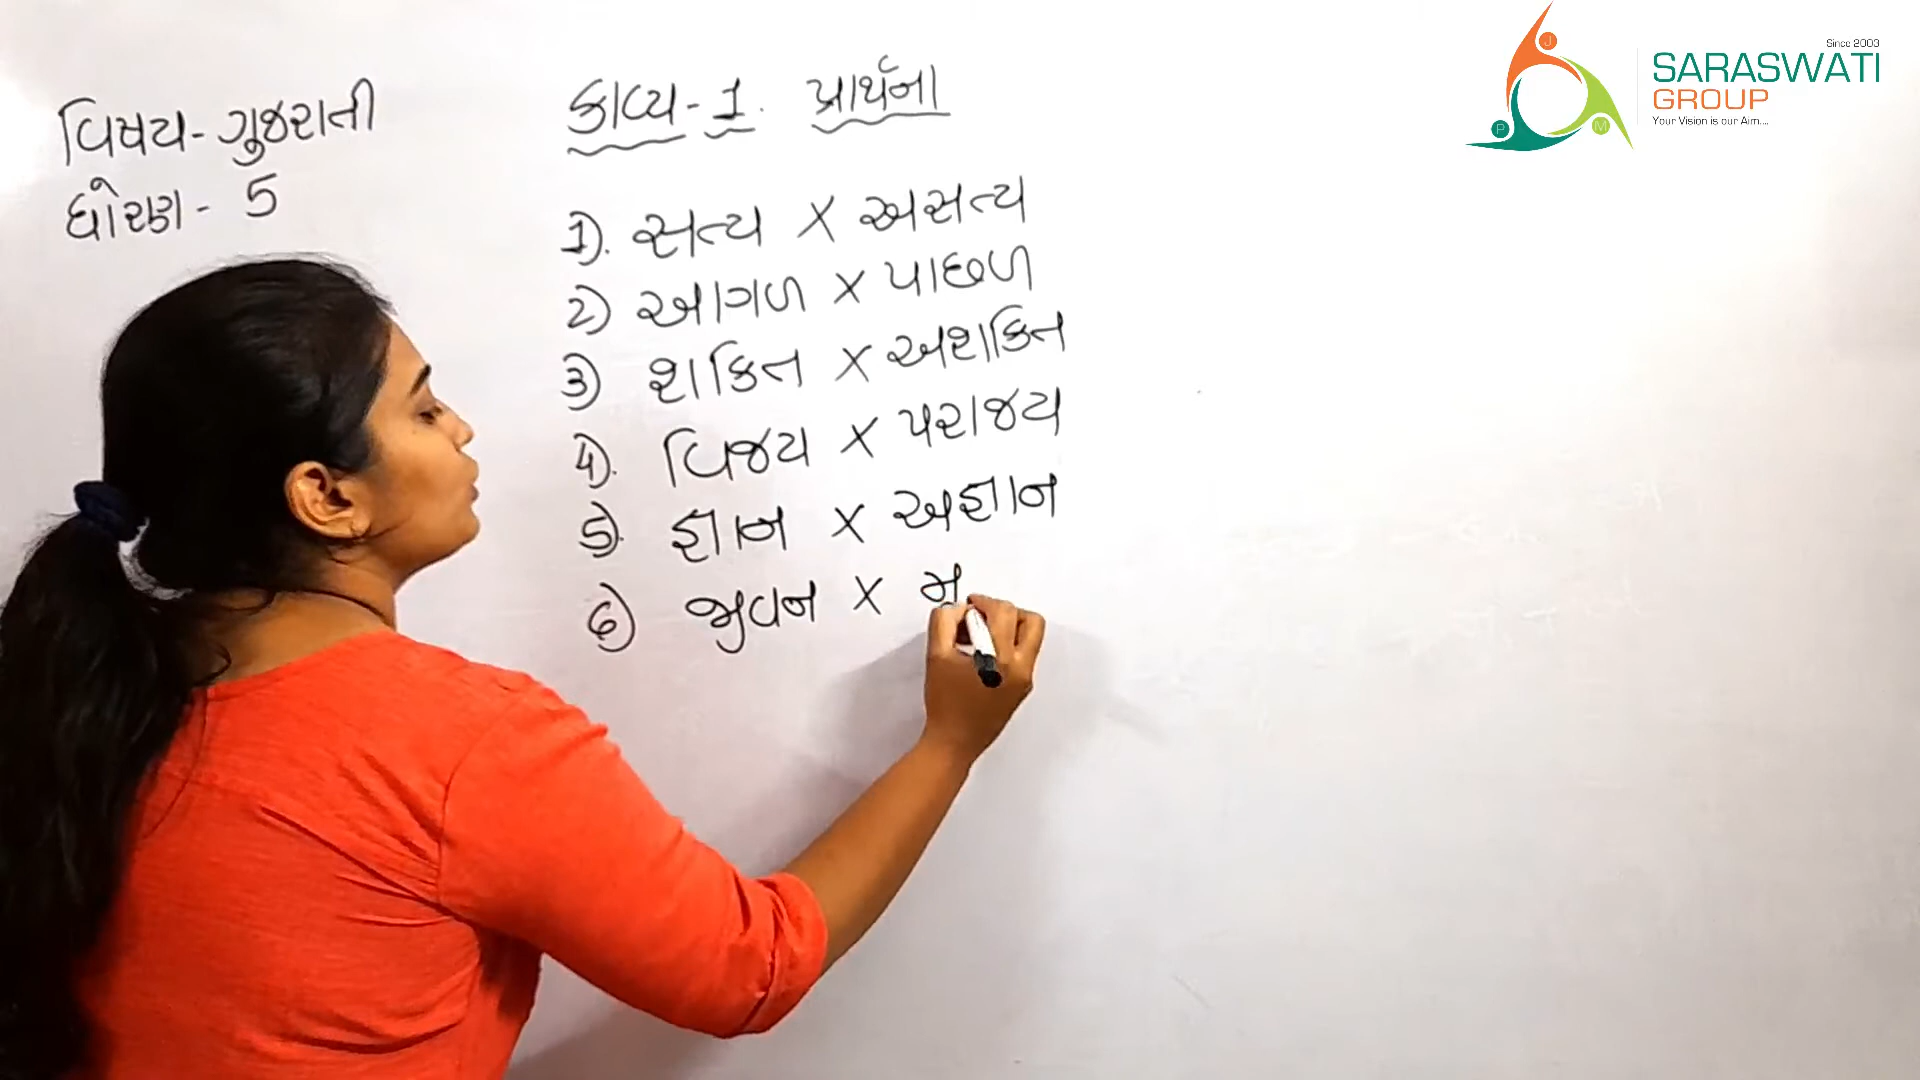 વિષય - ગુજરાતી
ધોરણ - 5
કાવ્ય - 1. પ્રાર્થના
1). સત્ય X અસત્ય
2) આગળ X પાછળ
3) શકિત X અશકિત
4). વિજય X પરાજય
5). જ્ઞાન X અજ્ઞાન
6) જીવન X મૃ
Since 2003
SARASWATI
GROUP
Your Vision is our Aim....
J
P
M